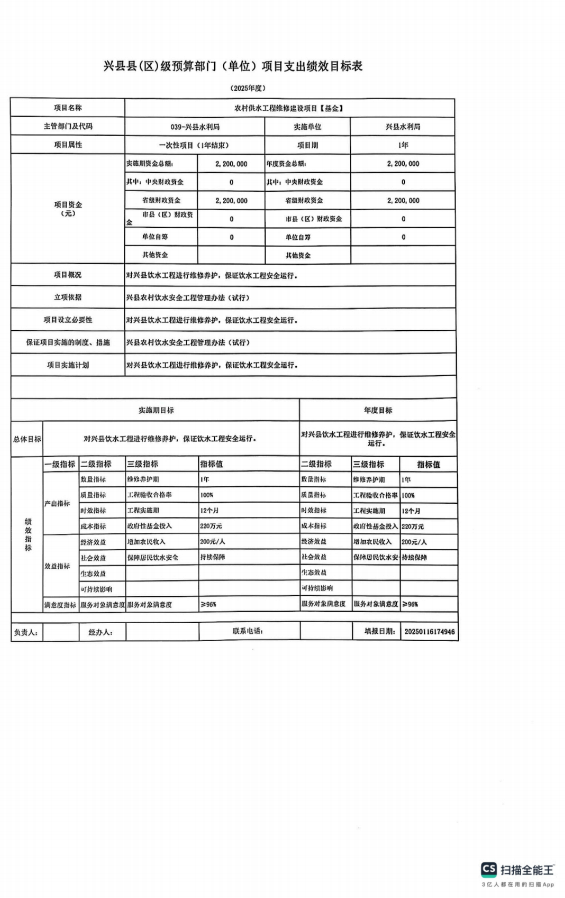 兴县县(区)级预算部门（单位）项目支出绩效目标表
（2025年度）
项目名称 农村供水工程维修建设项目【基金】
主管部门及代码 039-兴县水利局 实施单位 兴县水利局
项目属性 一次性项目（1年结束） 项目期 1年
项目资金（元） 实施期资金总额: 2,200,000 年度资金总额: 2,200,000
其中: 中央财政资金 0 其中: 中央财政资金 0
省级财政资金 2,200,000 省级财政资金 2,200,000
市县（区）财政资金 0 市县（区）财政资金 0
单位自筹 0 单位自筹 0
其他资金 其他资金
项目概况 对兴县饮水工程进行维修养护，保证饮水工程安全运行。
立项依据 兴县农村饮水安全工程管理办法（试行）
项目设立必要性 对兴县饮水工程进行维修养护，保证饮水工程安全运行。
保证项目实施的制度、措施 兴县农村饮水安全工程管理办法（试行）
项目实施计划 对兴县饮水工程进行维修养护，保证饮水工程安全运行。
实施期目标 年度目标
总体目标 对兴县饮水工程进行维修养护，保证饮水工程安全运行。 对兴县饮水工程进行维修养护，保证饮水工程安全运行。
绩效指标 一级指标 二级指标 三级指标 指标值 二级指标 三级指标 指标值
产出指标 数量指标 维修养护期 1年 数量指标 维修养护期 1年
质量指标 工程验收合格率 100% 质量指标 工程验收合格率 100%
时效指标 工程实施期 12个月 时效指标 工程实施期 12个月
成本指标 政府性基金投入 220万元 成本指标 政府性基金投入 220万元
效益指标 经济效益 增加农民收入 200元/人 经济效益 增加农民收入 200元/人
社会效益 保障居民饮水安全 持续保障 社会效益 保障居民饮水安 持续保障
生态效益 生态效益
可持续影响 可持续影响
满意度指标 服务对象满意度 服务对象满意度 ≥90% 服务对象满意度 服务对象满意度 ≥90%
负责人: 经办人: 联系电话: 填报日期: 20250116174946
CS 扫描全能王
3亿人都在用的扫描App